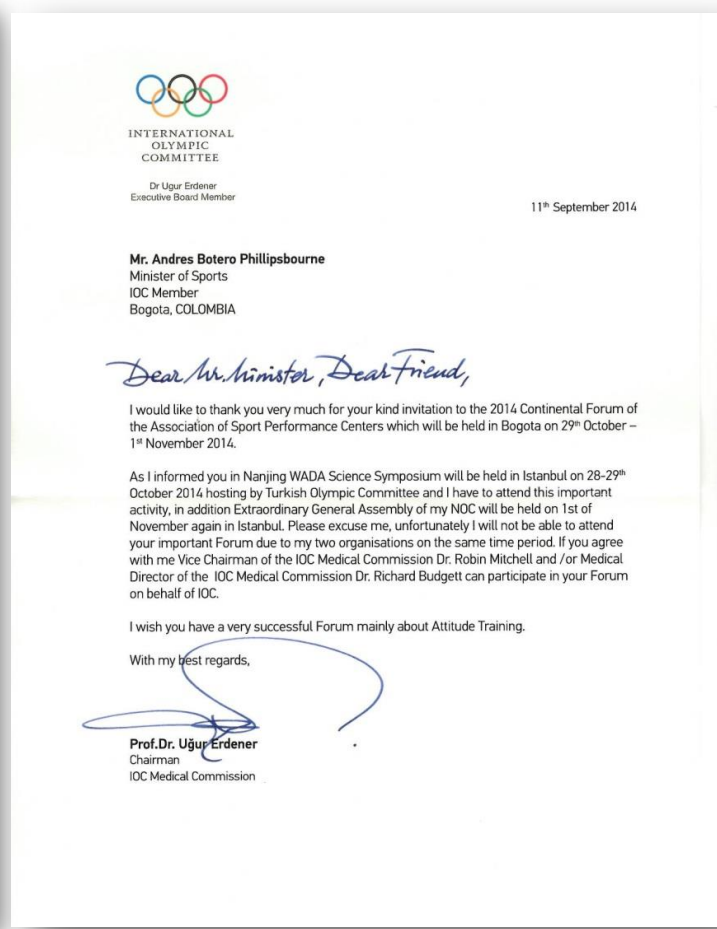 INTERNATIONAL
OLYMPIC
COMMITTEE
Dr Ugur Erdener
Executive Board Member
11th September 2014
Mr. Andres Botero Phillipsbourne
Minister of Sports
IOC Member
Bogota, COLOMBIA
Dear Mr. Minister, Dear Friend,
I would like to thank you very much for your kind invitation to the 2014 Continental Forum of
the Association of Sport Performance Centers which will be held in Bogota on 29th October –
1st November 2014.
As I informed you in Nanjing WADA Science Symposium will be held in Istanbul on 28-29th
October 2014 hosting by Turkish Olympic Committee and I have to attend this important
activity, in addition Extraordinary General Assembly of my NOC will be held on 1st of
November again in Istanbul. Please excuse me, unfortunately I will not be able to attend
your important Forum due to my two organisations on the same time period. If you agree
with me Vice Chairman of the IOC Medical Commission Dr. Robin Mitchell and /or Medical
Director of the IOC Medical Commission Dr. Richard Budgett can participate in your Forum
on behalf of IOC.
I wish you have a very successful Forum mainly about Attitude Training.
With my best regards,
Prof.Dr. Uğur Erdener
Chairman
IOC Medical Commission